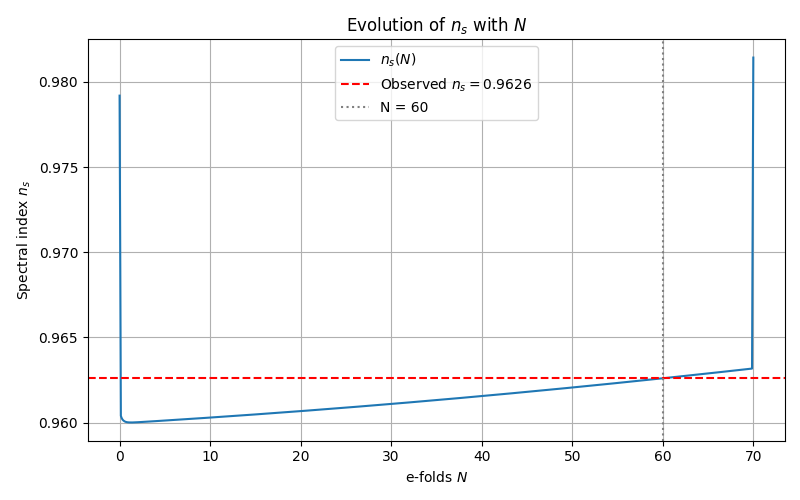 Evolution of $n_s$ with $N$
Spectral index $n_s$
0.980
0.975
0.970
0.965
0.960
$n_s(N)$
Observed $n_s = 0.9626$
N = 60
0 10 20 30 40 50 60 70
e-folds $N$